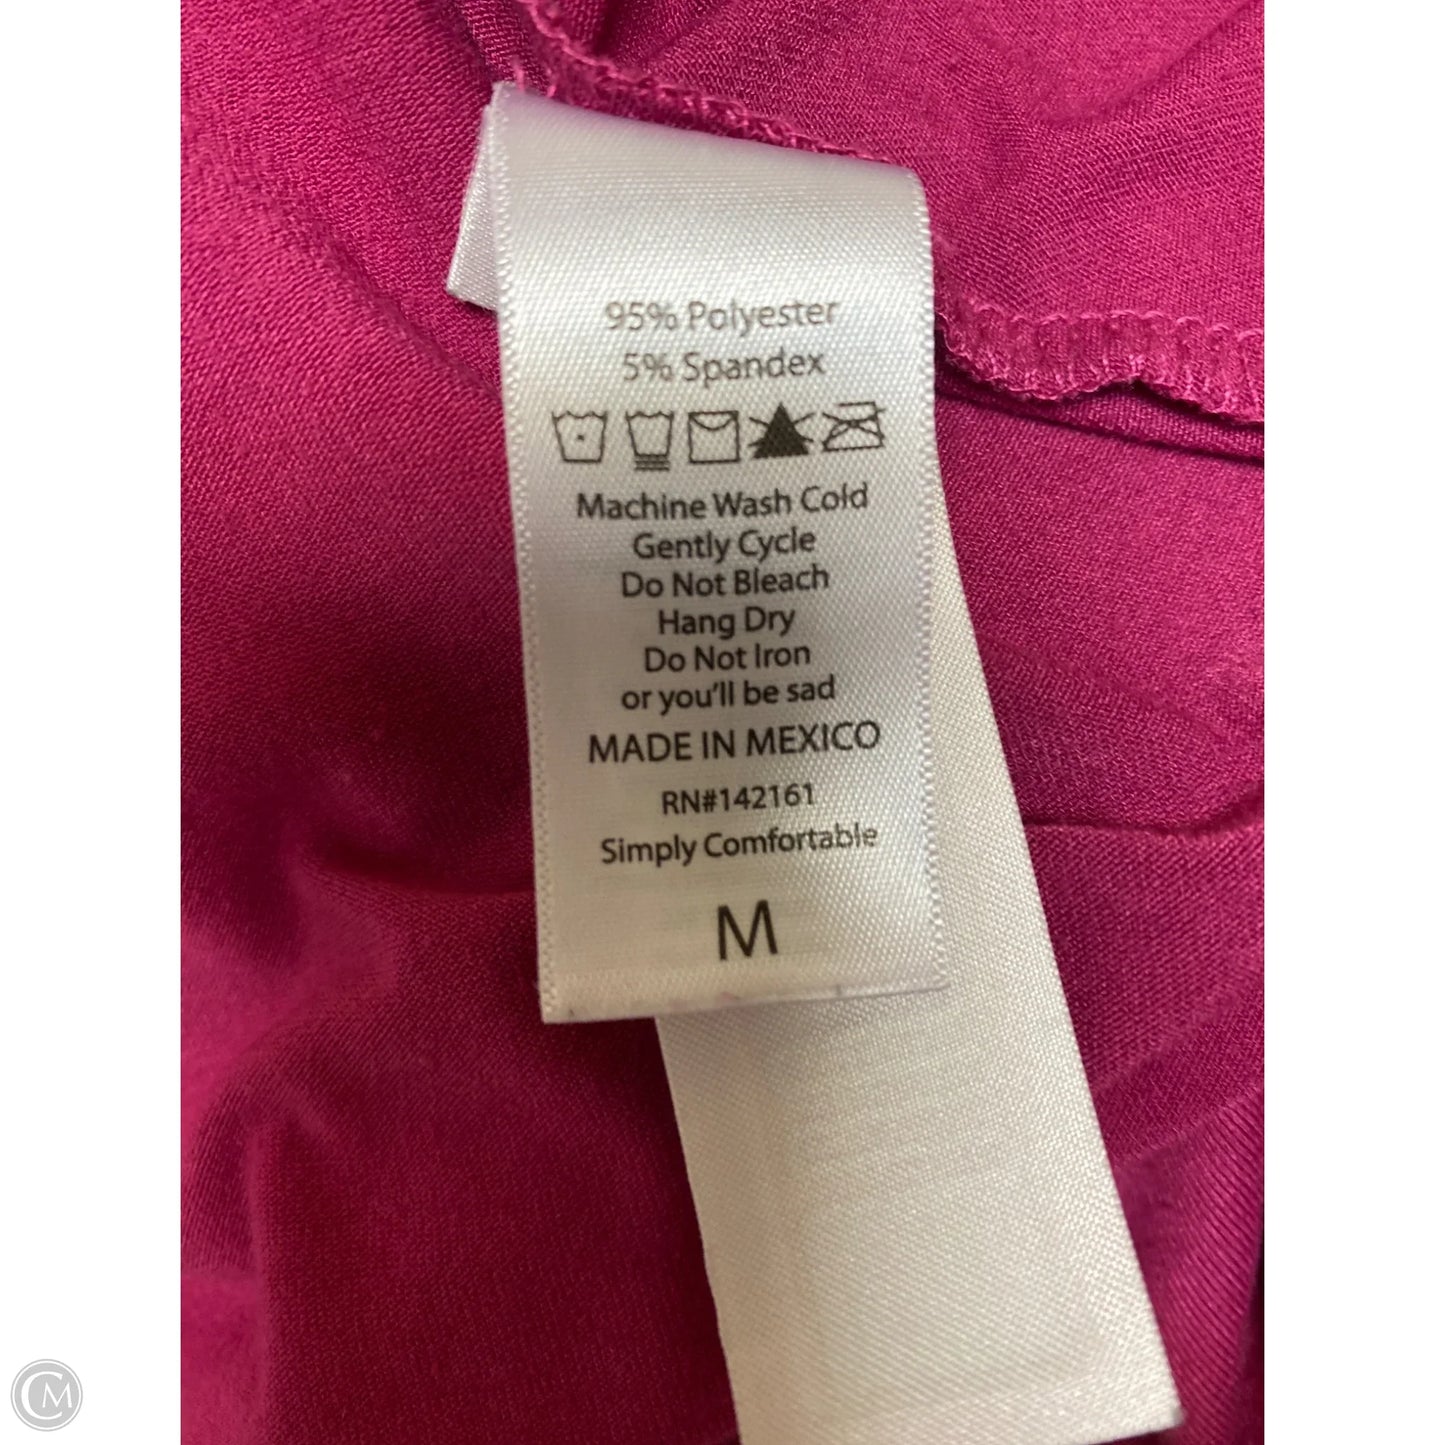 95% Polyester
5% Spandex
Machine Wash Cold
Gently Cycle
Do Not Bleach
Hang Dry
Do Not Iron
or you'll be sad
MADE IN MEXICO
RN#142161
Simply Comfortable
M
CM